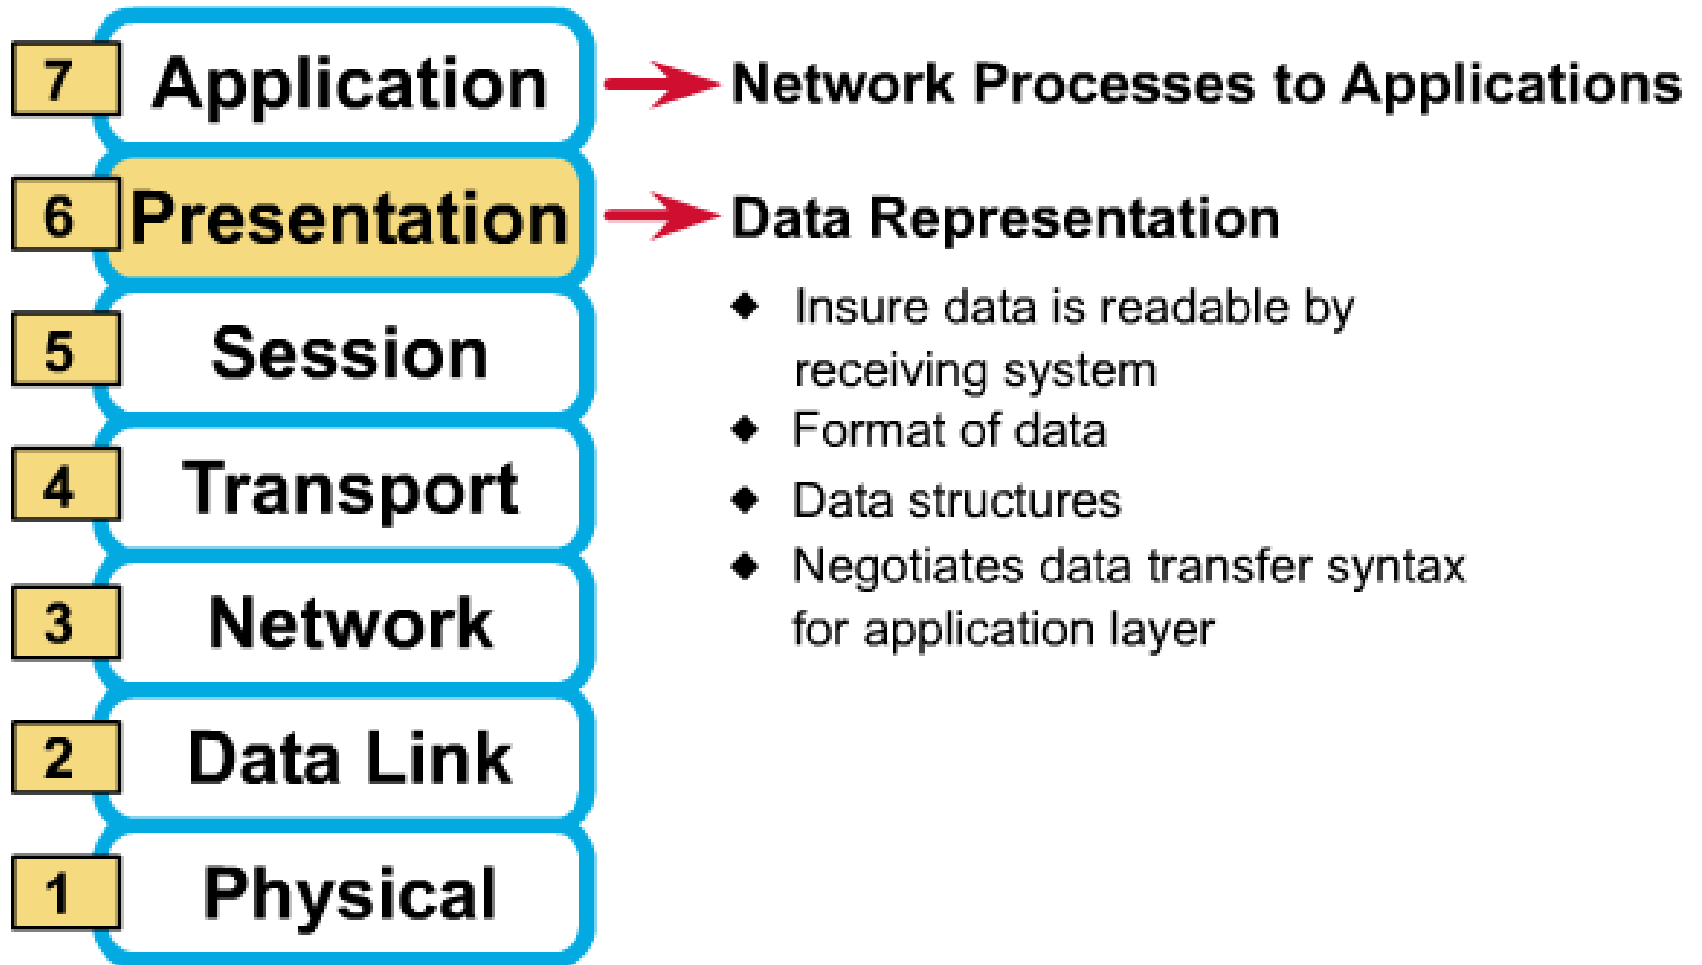 7 Application Network Processes to Applications
6 Presentation Data Representation
◆ Insure data is readable by
receiving system
5 Session
◆ Format of data
4 Transport
◆ Data structures
◆ Negotiates data transfer syntax
for application layer
3 Network
2 Data Link
1 Physical